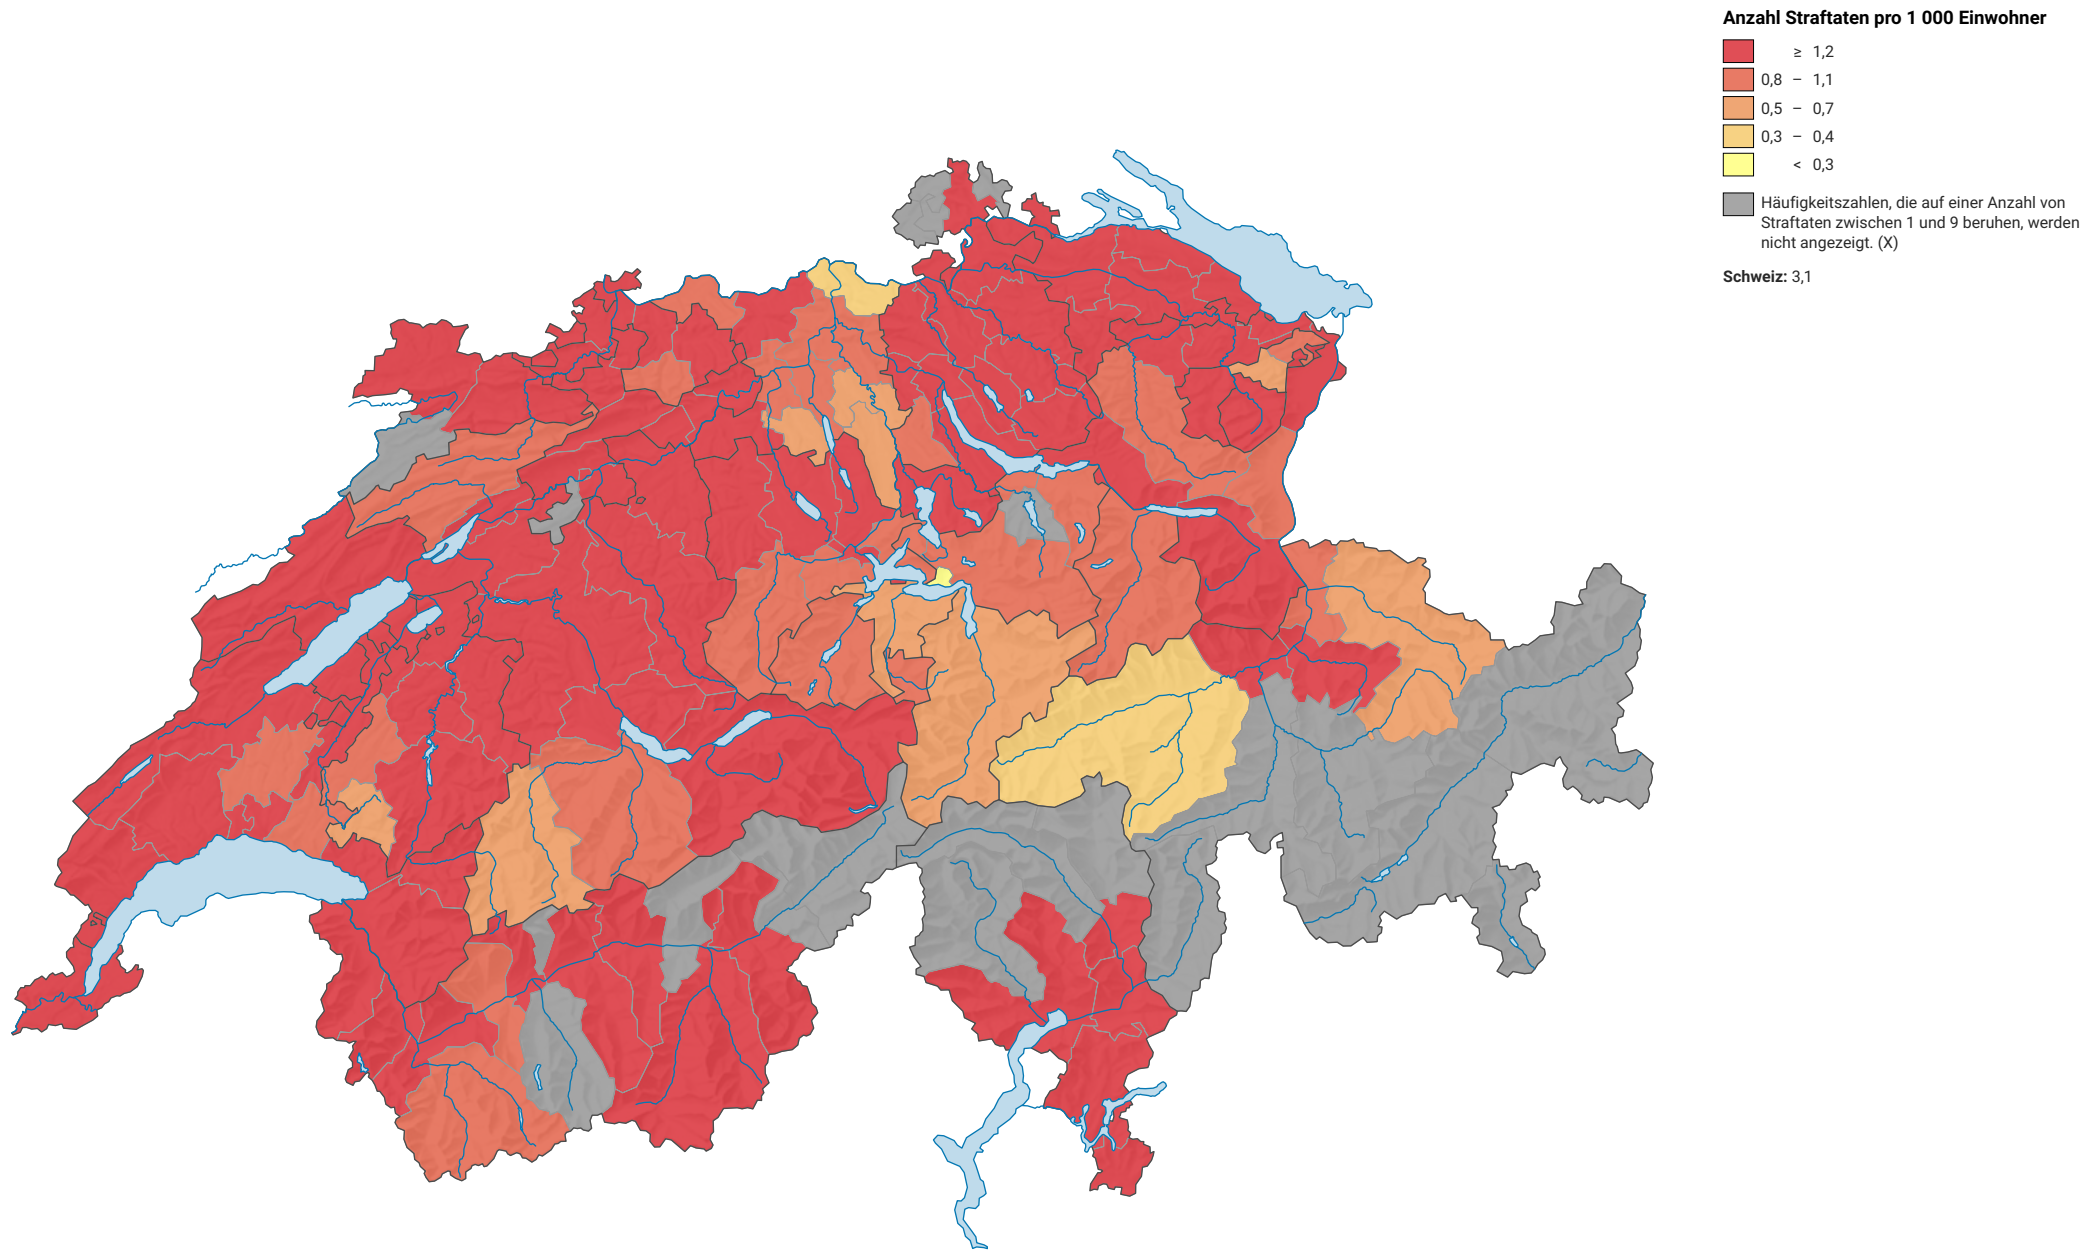 Anzahl Straftaten pro 1 000 Einwohner
≥ 1,2
0,8 – 1,1
0,5 – 0,7
0,3 – 0,4
< 0,3
Häufigkeitszahlen, die auf einer Anzahl von
Straftaten zwischen 1 und 9 beruhen, werden
nicht angezeigt. (X)
Schweiz: 3,1